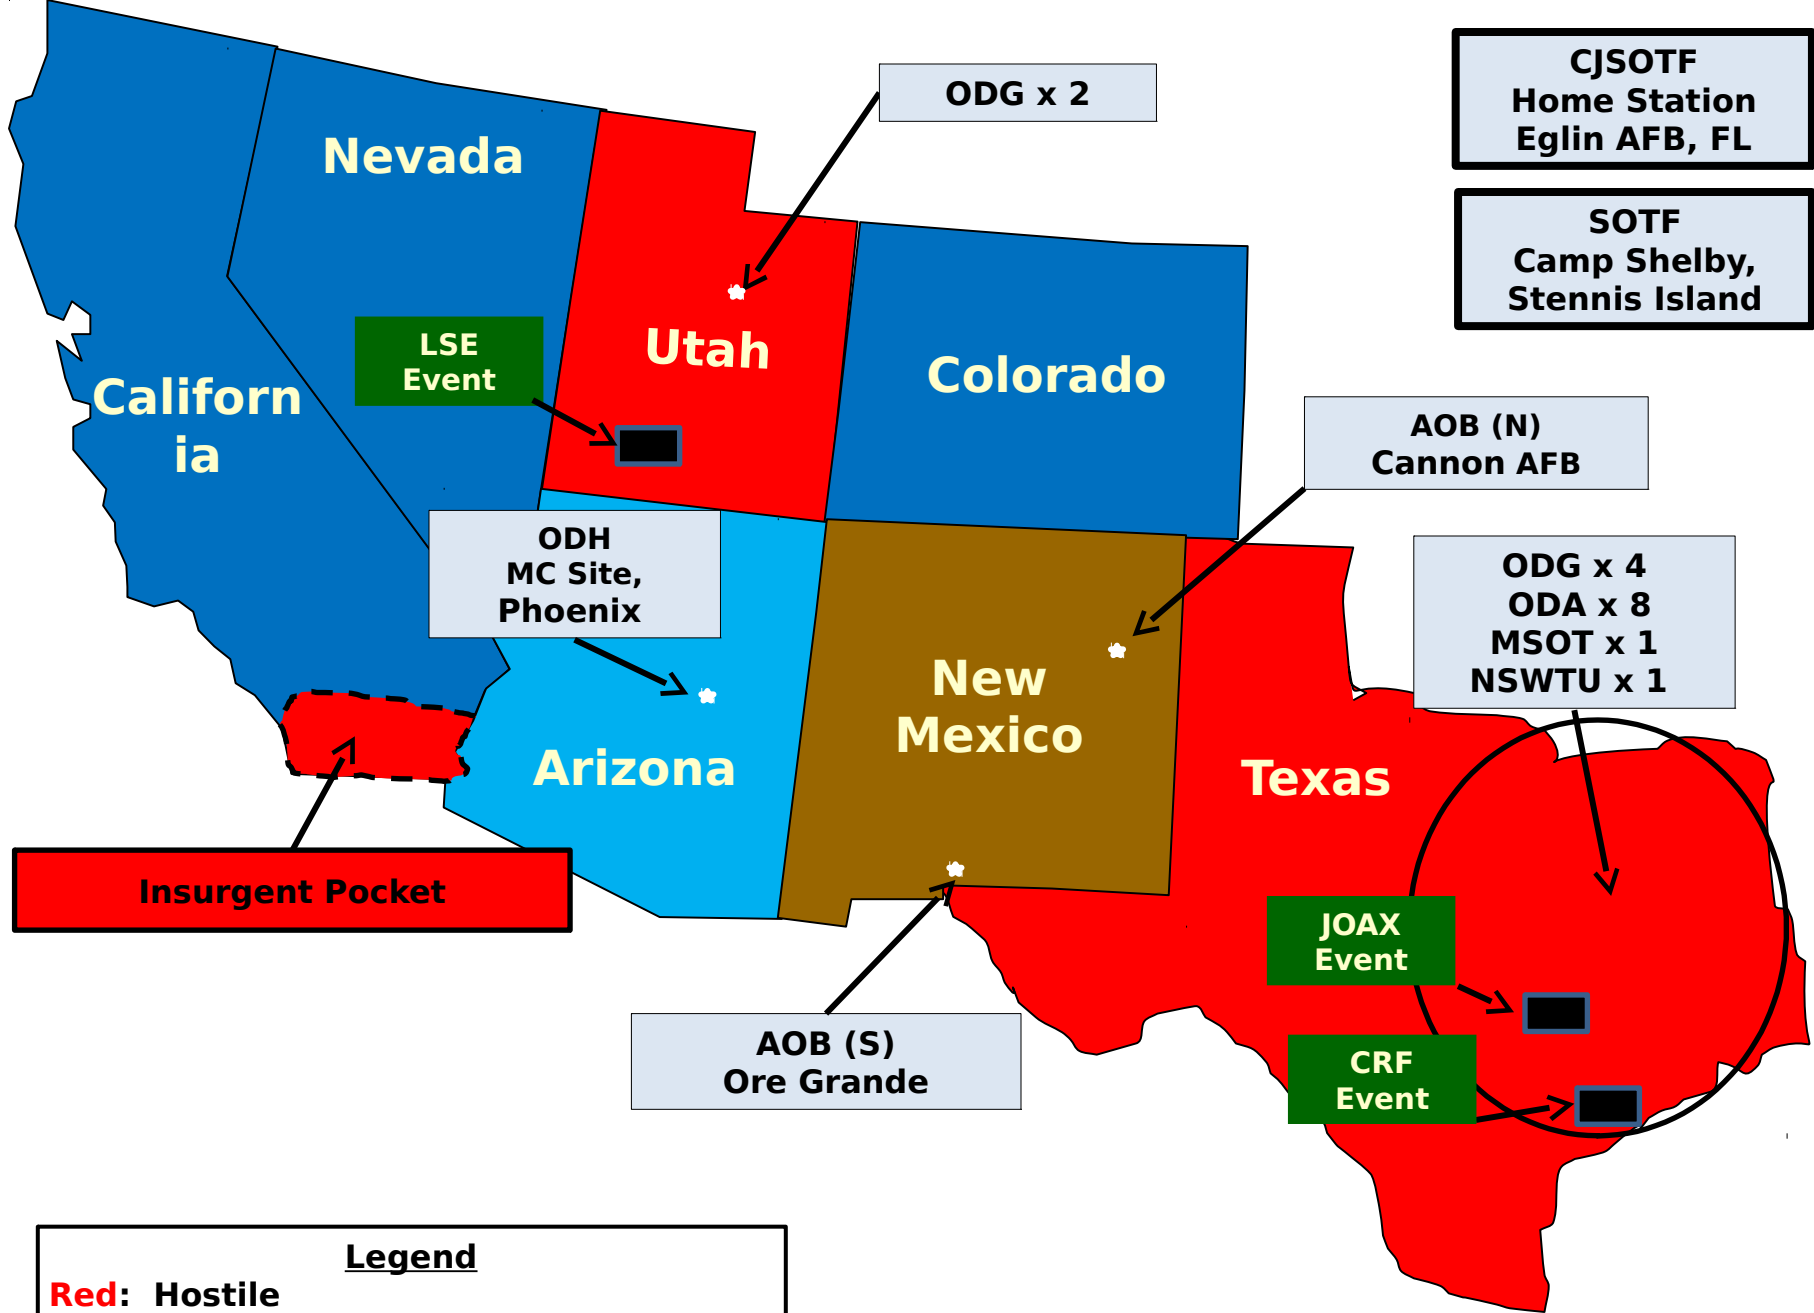 ODG x 2
CJSOTF
Home Station
Eglin AFB, FL
SOTF
Camp Shelby,
Stennis Island
Nevada
LSE
Event
Utah
Californ
ia
Colorado
AOB (N)
Cannon AFB
ODH
MC Site,
Phoenix
ODG x 4
ODA x 8
MSOT x 1
NSWTU x 1
New
Mexico
Arizona
Texas
Insurgent Pocket
JOAX
Event
AOB (S)
Ore Grande
CRF
Event
Legend
Red: Hostile